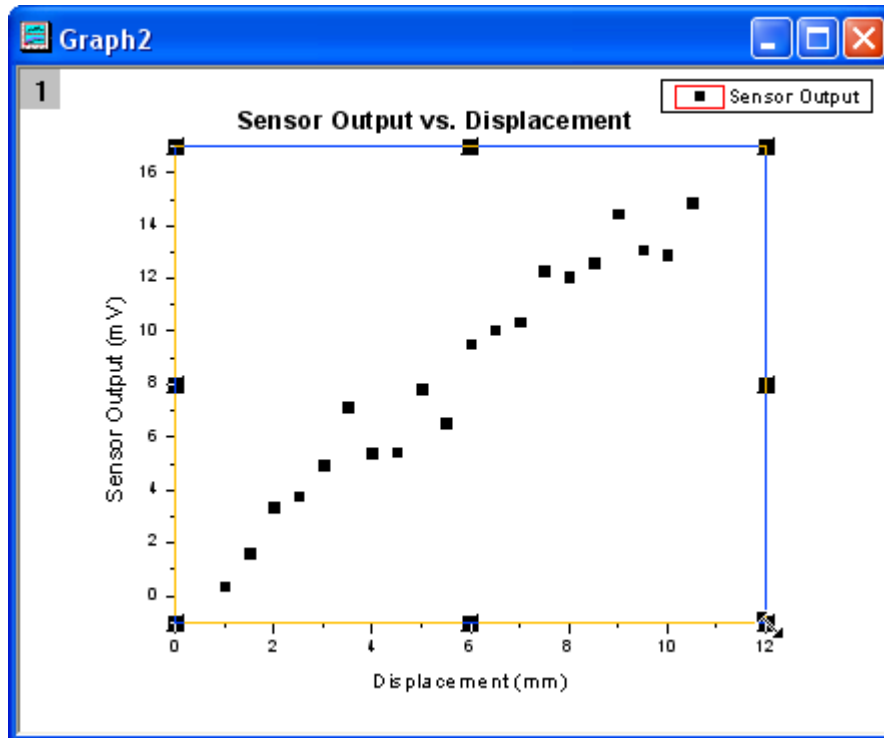 Graph2
1
Sensor Output
Sensor Output vs. Displacement
16
14
12
10
8
6
4
2
0
Sensor Output (mV)
0 2 4 6 8 10 12
Displacement (mm)